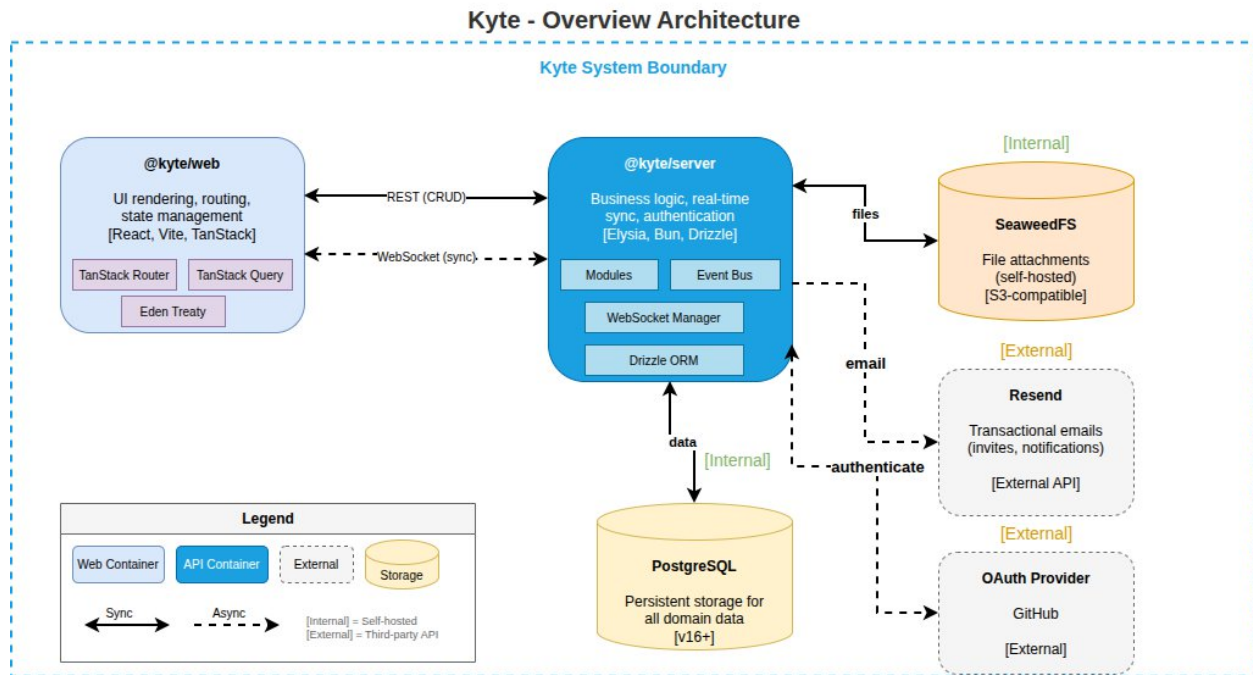 Kyte - Overview Architecture
Kyte System Boundary
@kyte/web
UI rendering, routing,
state management
[React, Vite, TanStack]
TanStack Router
TanStack Query
Eden Treaty
REST (CRUD)
WebSocket (sync)
@kyte/server
Business logic, real-time
sync, authentication
[Elysia, Bun, Drizzle]
Modules
Event Bus
WebSocket Manager
Drizzle ORM
files
[Internal]
SeaweedFS
File attachments
(self-hosted)
[S3-compatible]
email
[External]
Resend
Transactional emails
(invites, notifications)
[External API]
authenticate
[External]
OAuth Provider
GitHub
[External]
data
[Internal]
PostgreSQL
Persistent storage for
all domain data
[v16+]
Legend
Web Container
API Container
External
Storage
Sync
Async
[Internal] = Self-hosted
[External] = Third-party API